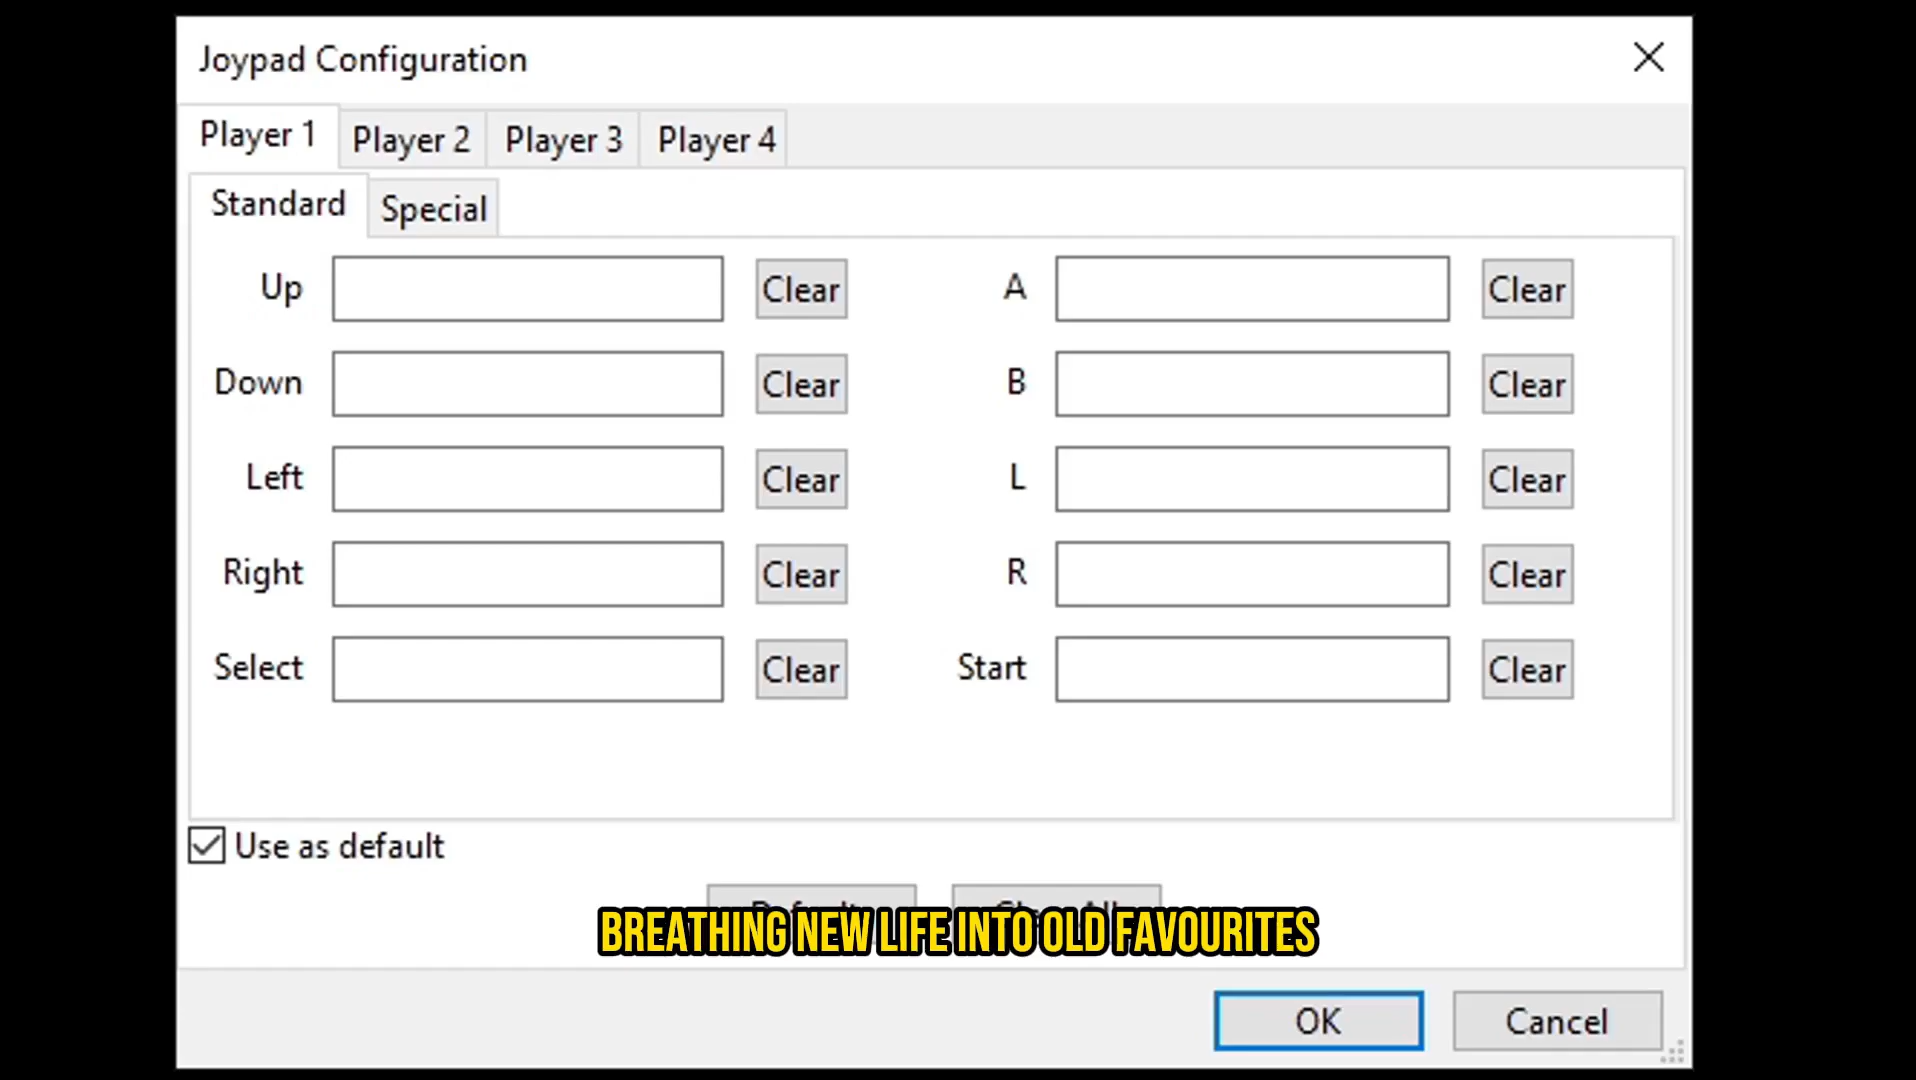 Joypad Configuration
Player 1 Player 2 Player 3 Player 4
Standard Special
Up Clear A Clear
Down Clear B Clear
Left Clear L Clear
Right Clear R Clear
Select Clear Start Clear
Use as default
BREATHING NEW LIFE INTO OLD FAVOURITES
OK Cancel